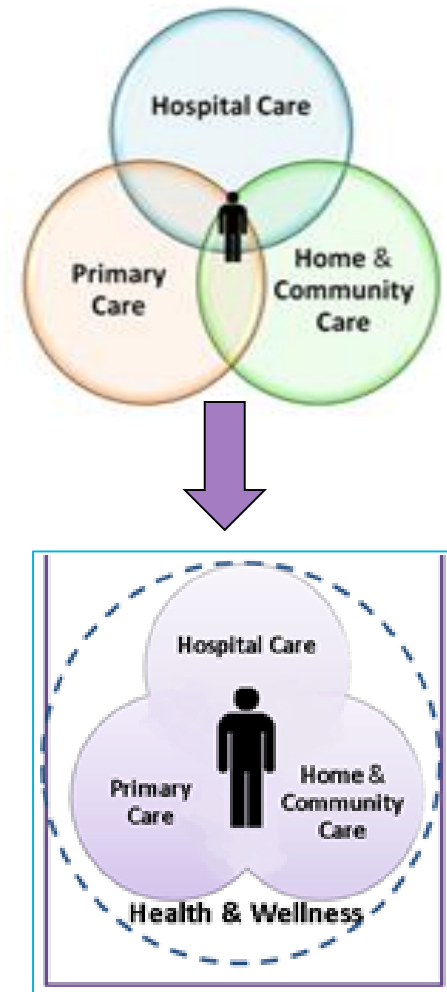 Hospital Care
Primary
Care
Home &
Community
Care
Hospital Care
Primary
Care
Home &
Community
Care
Health & Wellness